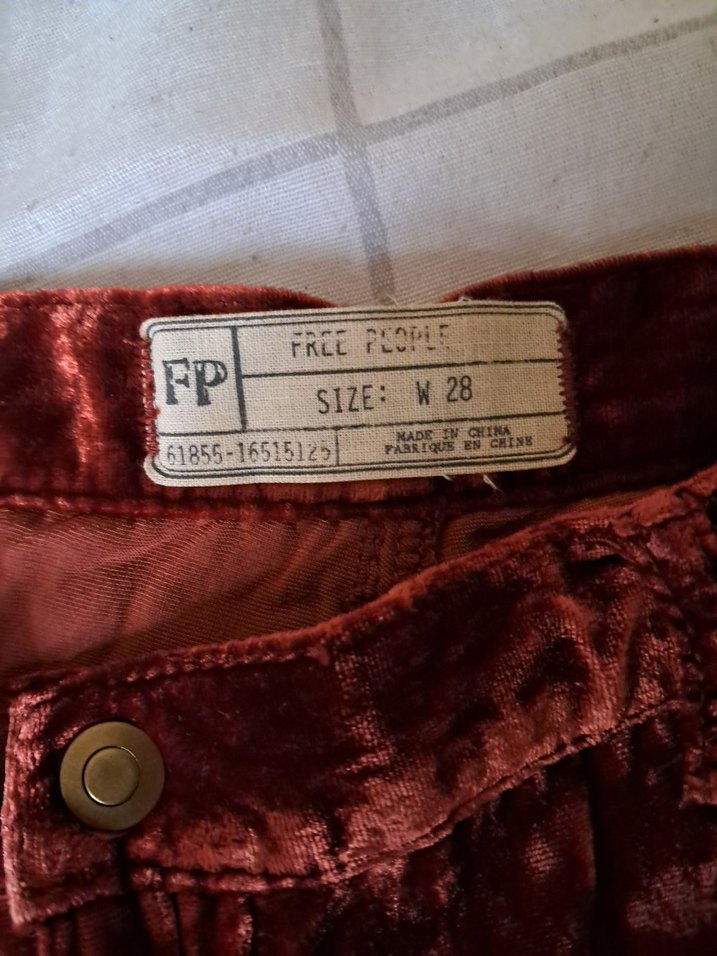 FP
FREE PEOPLE
SIZE: W 28
61855-16515125
MADE IN CHINA
FABRIQUE EN CHINE